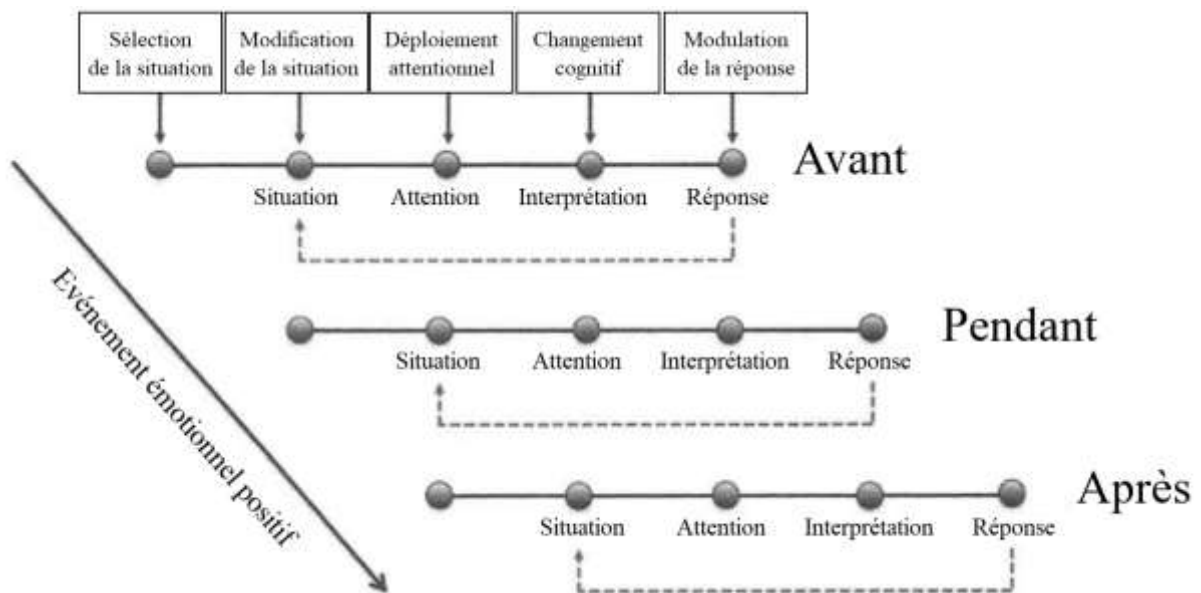 Sélection
de la situation
Modification
de la situation
Déploiement
attentionnel
Changement
cognitif
Modulation
de la réponse
Avant
Situation
Attention
Interprétation
Réponse
Pendant
Situation
Attention
Interprétation
Réponse
Après
Situation
Attention
Interprétation
Réponse
Evénement émotionnel positif